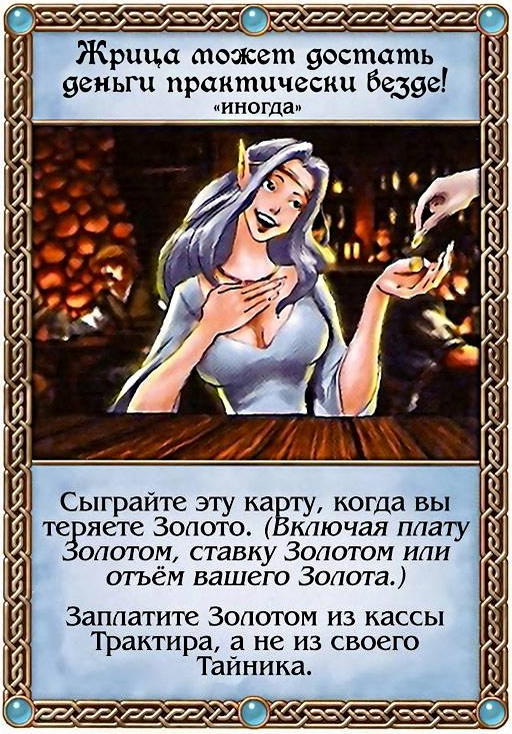 Жрица может достать
деньги практически везде!
«иногда»
Сыграйте эту карту, когда вы
теряете Золото. (Включая плату
Золотом, ставку Золотом или
отъём вашего Золота.)
Заплатите Золотом из кассы
Трактира, а не из своего
Тайника.